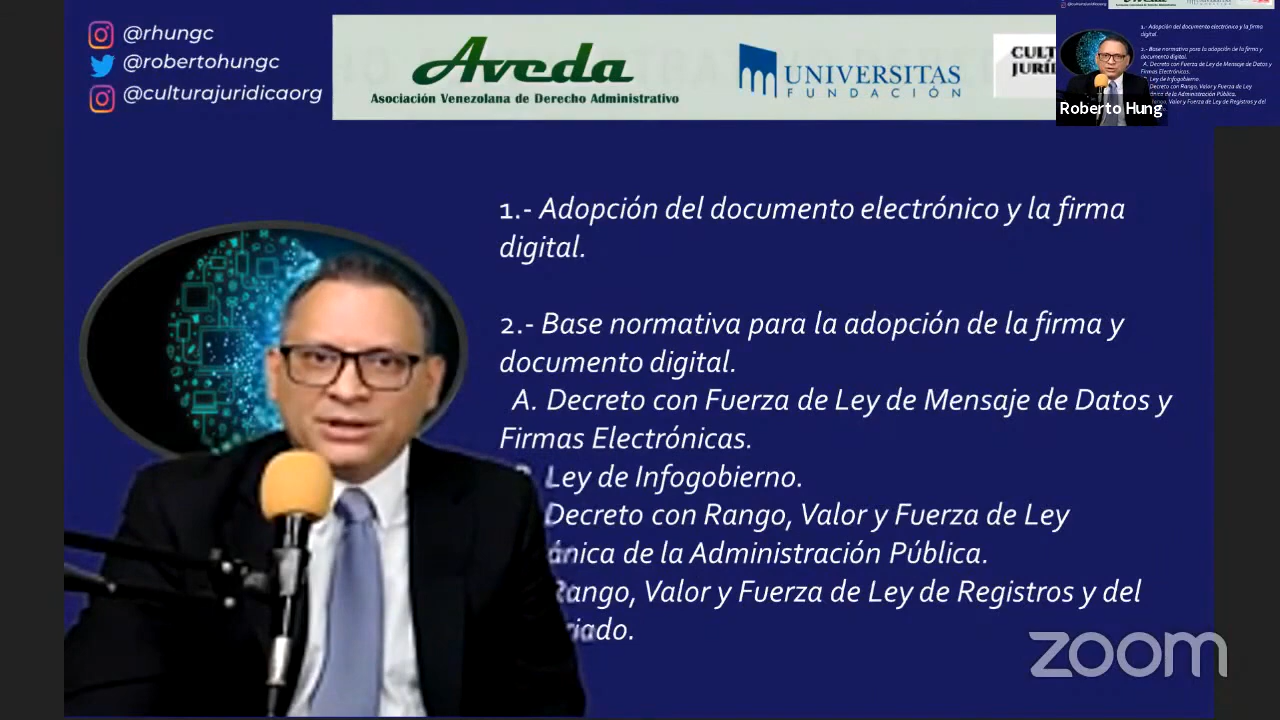 @rhungc
@robertohungc
@culturajuridicaorg
Aveda
Asociación Venezolana de Derecho Administrativo
UNIVERSITAS
FUNDACIÓN
Roberto Hung
1.- Adopción del documento electrónico y la firma
digital.
2.- Base normativa para la adopción de la firma y
documento digital.
A. Decreto con Fuerza de Ley de Mensaje de Datos y
Firmas Electrónicas.
Ley de Infogobierno.
Decreto con Rango, Valor y Fuerza de Ley
de la Administración Pública.
Rango, Valor y Fuerza de Ley de Registros y del
zoom